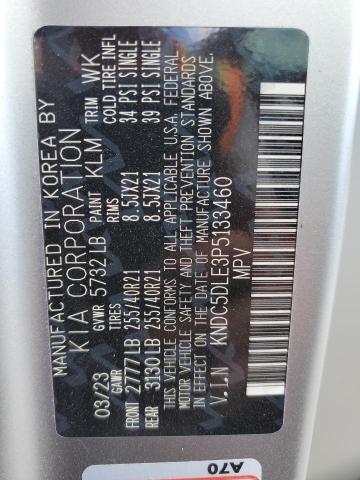 MANUFACTURED IN KOREA BY
KIA CORPORATION
03/23 GVWR 5732 LB PAINT KLM TRIM WK
GAWR TIRES RIMS COLD TIRE INFL
FRONT 2777 LB 255/40R21 8.5JX21 34 PSI SINGLE
REAR 3130 LB 255/40R21 8.5JX21 39 PSI SINGLE
THIS VEHICLE CONFORMS TO ALL APPLICABLE U.S.A. FEDERAL
MOTOR VEHICLE SAFETY AND THEFT PREVENTION STANDARDS
IN EFFECT ON THE DATE OF MANUFACTURE SHOWN ABOVE.
V.I.N KNDC5DLE3P5133460
MPV
A70